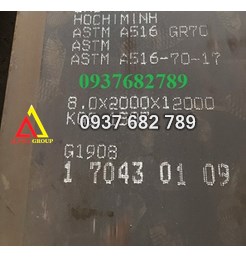 HOCHIMINH
ASTM A516 GR70
ASTM
ASTM A516-70-17
0937682789
8.0X2000X12000
0937 682 789
GROUP
G1908
1 7043 01 09